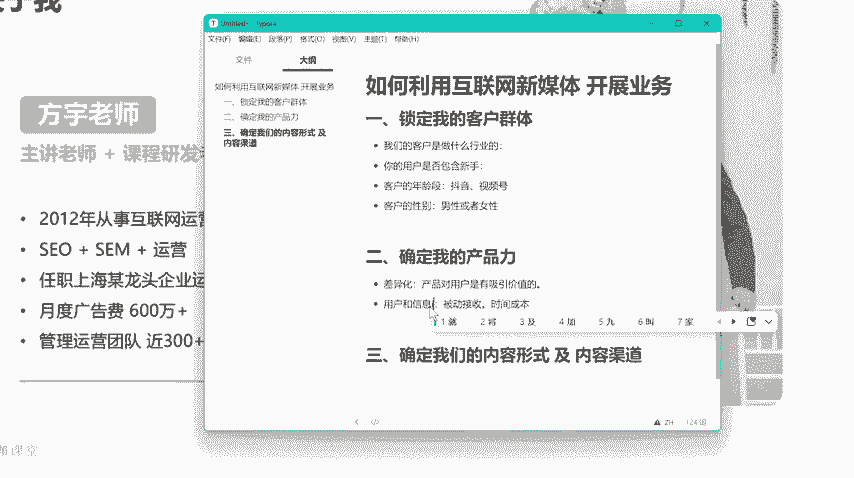 于我
方宇老师
主讲老师 + 课程研发
• 2012年从事互联网运营
• SEO + SEM + 运营
• 任职上海某龙头企业运
• 月度广告费 600万+
• 管理运营团队 近300+
Untitled• - Typora
文件(F) 编辑(E) 段落(P) 格式(O) 视图(V) 主题(T) 帮助(H)
文件 大纲
如何利用互联网新媒体 开展业务
一、锁定我的客户群体
二、确定我的产品力
三、确定我们的内容形式 及
内容渠道
如何利用互联网新媒体 开展业务
一、锁定我的客户群体
• 我们的客户是做什么行业的:
• 你的用户是否包含新手:
• 客户的年龄段: 抖音、视频号
• 客户的性别: 男性或者女性
二、确定我的产品力
• 差异化: 产品对用户是有吸引价值的。
• 用户和信息j: 被动接收, 时间成本
1 就 2 将 3 及 4 加 5 九 6 叫 7 家
三、确定我们的内容形式 及 内容渠道
ZH 124 词
课堂